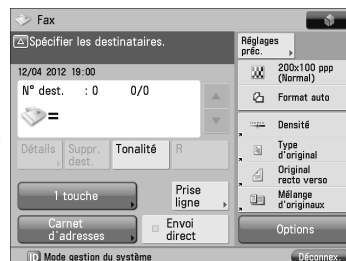 Fax
Spécifier les destinataires.
Réglages
préc.
12/04 2012 19:00
N° dest. : 0 0/0
200x100 ppp
(Normal)
Format auto
Densité
Détails
Suppr.
dest.
Tonalité
R
Type
d'original
Original
recto verso
1 touche
Prise
ligne
Mélange
d'originaux
Carnet
d'adresses
Envoi
direct
Options
ID Mode gestion du système
Déconnex.